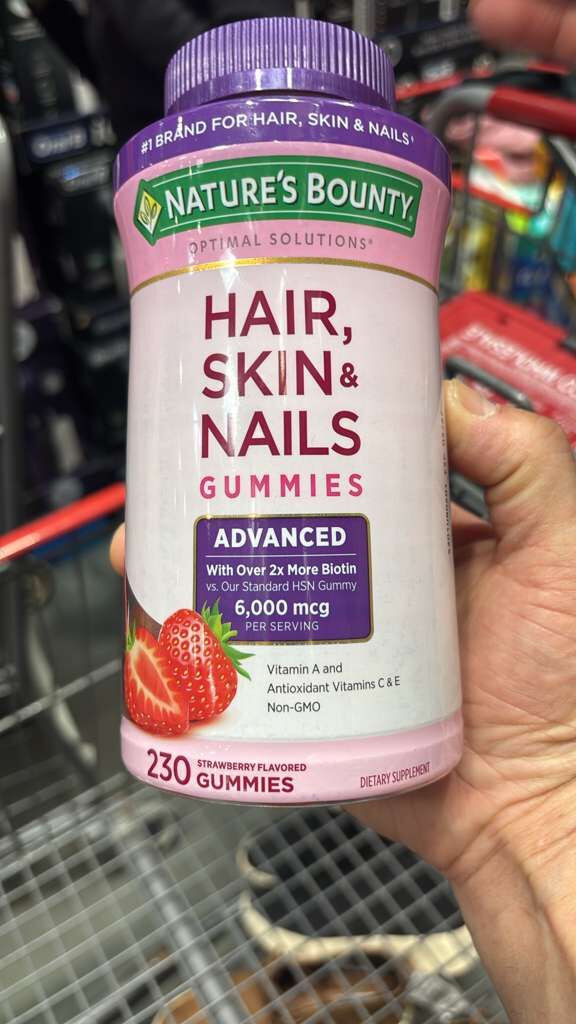 #1 BRAND FOR HAIR, SKIN & NAILS
NATURE'S BOUNTY®
OPTIMAL SOLUTIONS®
HAIR,
SKIN &
NAILS
GUMMIES
ADVANCED
With Over 2x More Biotin
vs. Our Standard HSN Gummy
6,000 mcg
PER SERVING
Vitamin A and
Antioxidant Vitamins C & E
Non-GMO
230 STRAWBERRY FLAVORED
GUMMIES
DIETARY SUPPLEMENT